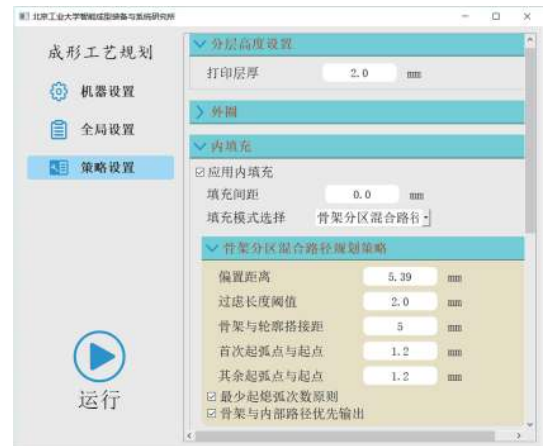 北京工业大学智能成型装备与系统研究所
成形工艺规划
机器设置
全局设置
策略设置
运行
分层高度设置
打印层厚 2.0 mm
外圈
内填充
应用内填充
填充间距 0.0 mm
填充模式选择 骨架分区混合路径
骨架分区混合路径规划策略
偏置距离 5.39 mm
过虑长度阈值 2.0 mm
骨架与轮廓搭接距 5 mm
首次起弧点与起点 1.2 mm
其余起弧点与起点 1.2 mm
最少起熄弧次数原则
骨架与内部路径优先输出